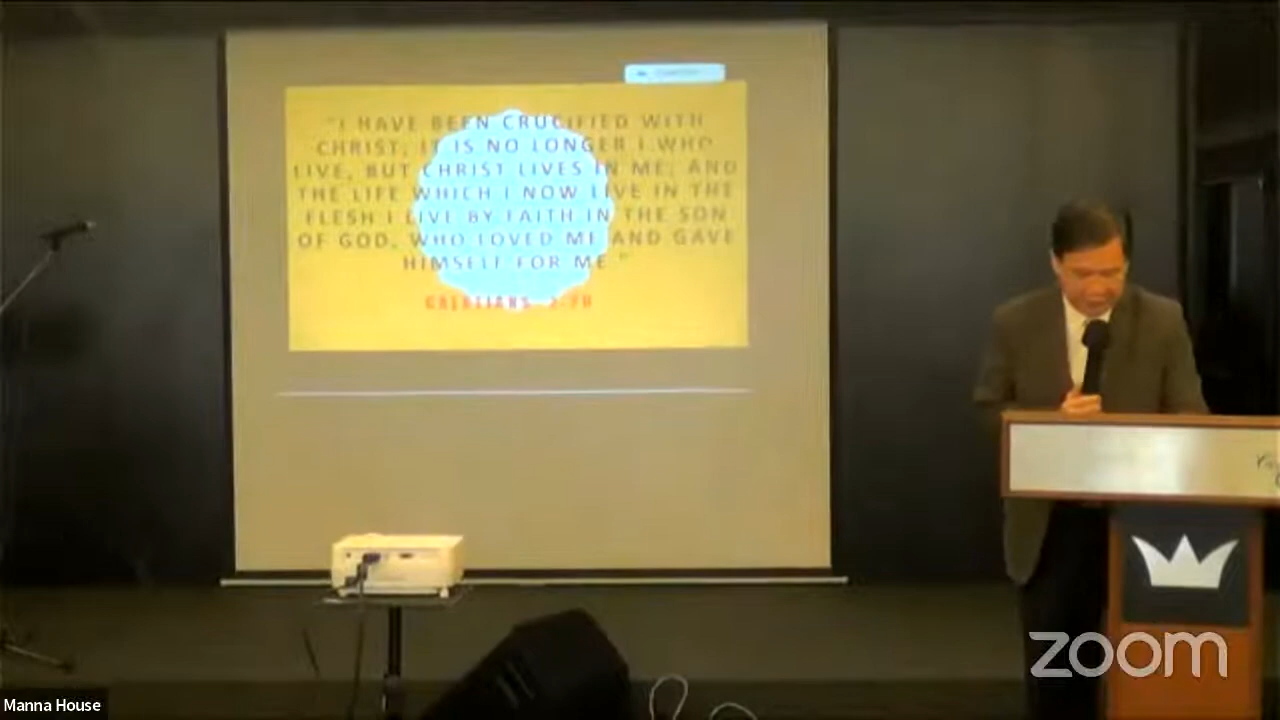 "I HAVE BEEN CRUCIFIED WITH
CHRIST; IT IS NO LONGER I WHO
LIVE, BUT CHRIST LIVES IN ME; AND
THE LIFE WHICH I NOW LIVE IN THE
FLESH I LIVE BY FAITH IN THE SON
OF GOD, WHO LOVED ME AND GAVE
HIMSELF FOR ME."
GALATIANS 2:20
zoom
Manna House